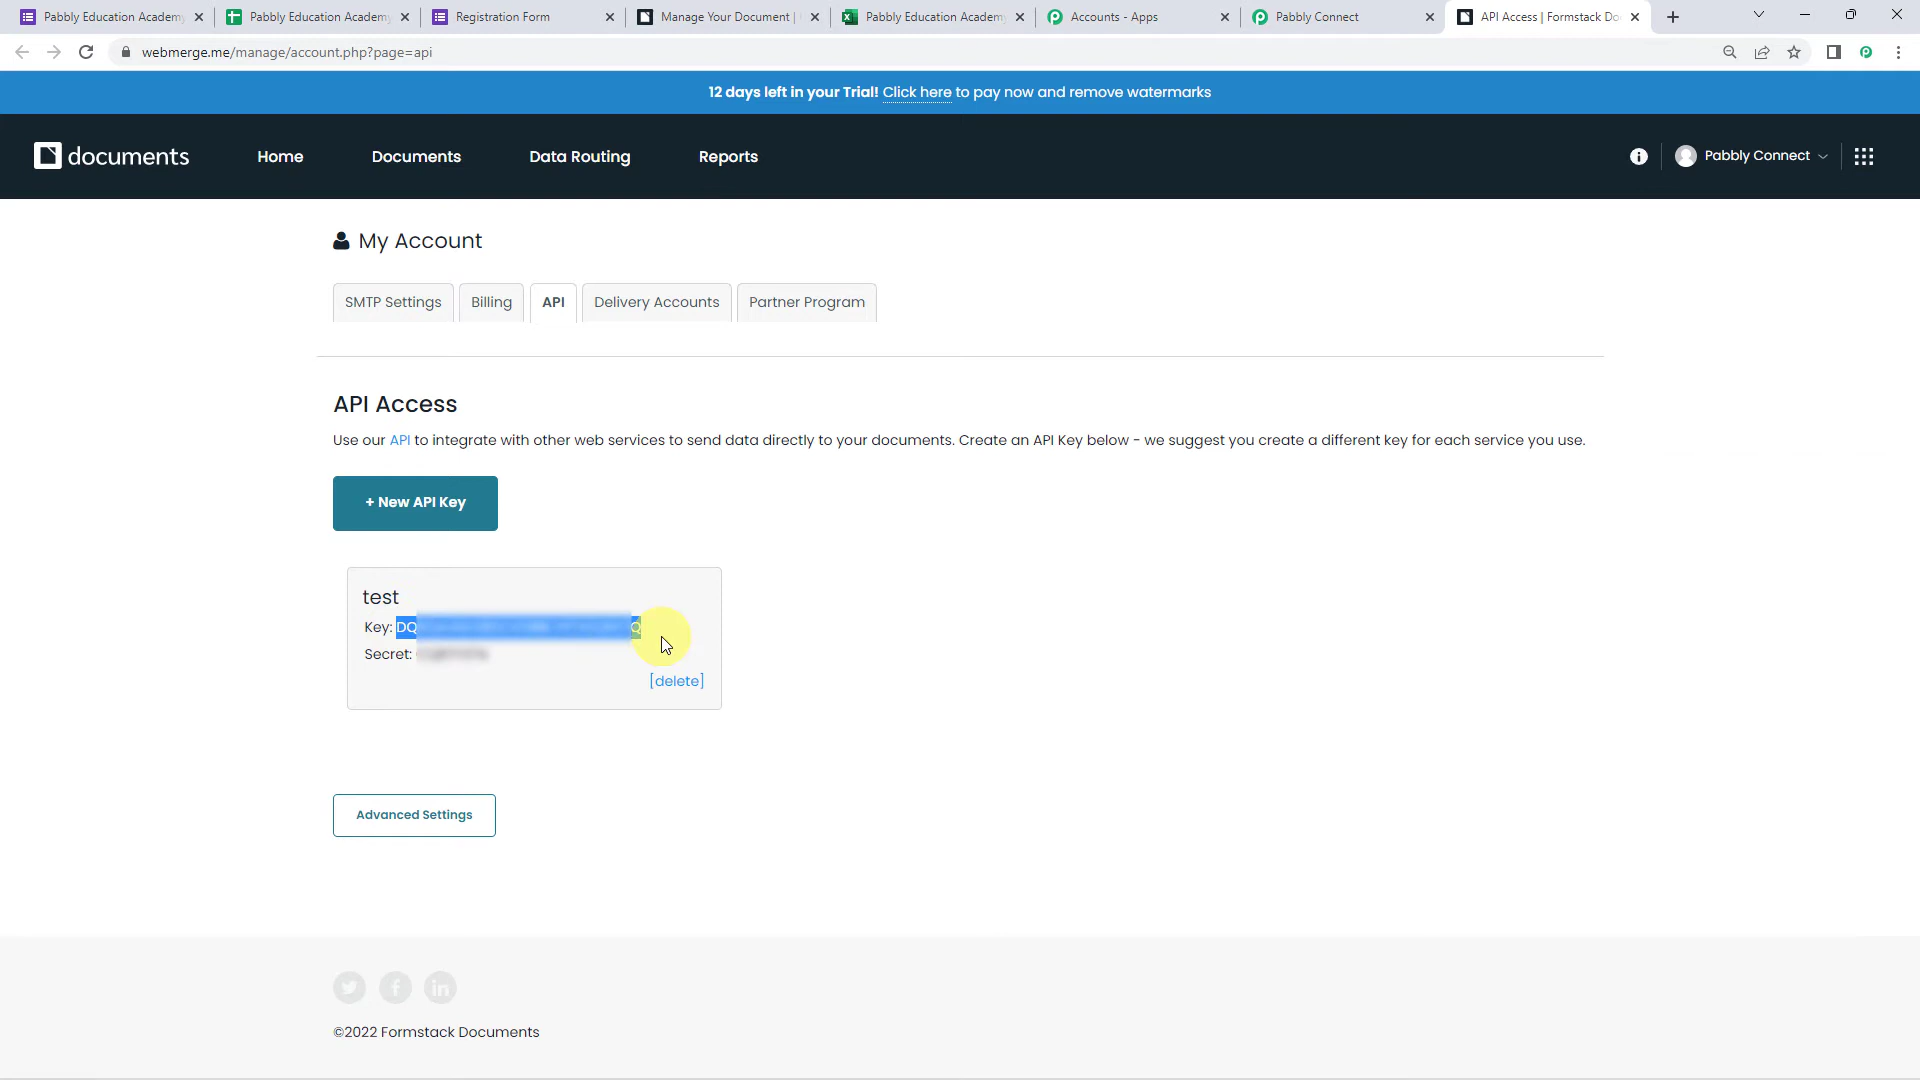 Pabbly Education Academy
Pabbly Education Academy
Registration Form
Manage Your Document |
Pabbly Education Academ
Accounts - Apps
Pabbly Connect
API Access | Formstack Do
webmerge.me/manage/account.php?page=api
12 days left in your Trial! Click here to pay now and remove watermarks
documents
Home
Documents
Data Routing
Reports
Pabbly Connect
My Account
SMTP Settings
Billing
API
Delivery Accounts
Partner Program
API Access
Use our API to integrate with other web services to send data directly to your documents. Create an API Key below - we suggest you create a different key for each service you use.
+ New API Key
test
Key: DQ
Secret:
[delete]
Advanced Settings
©2022 Formstack Documents